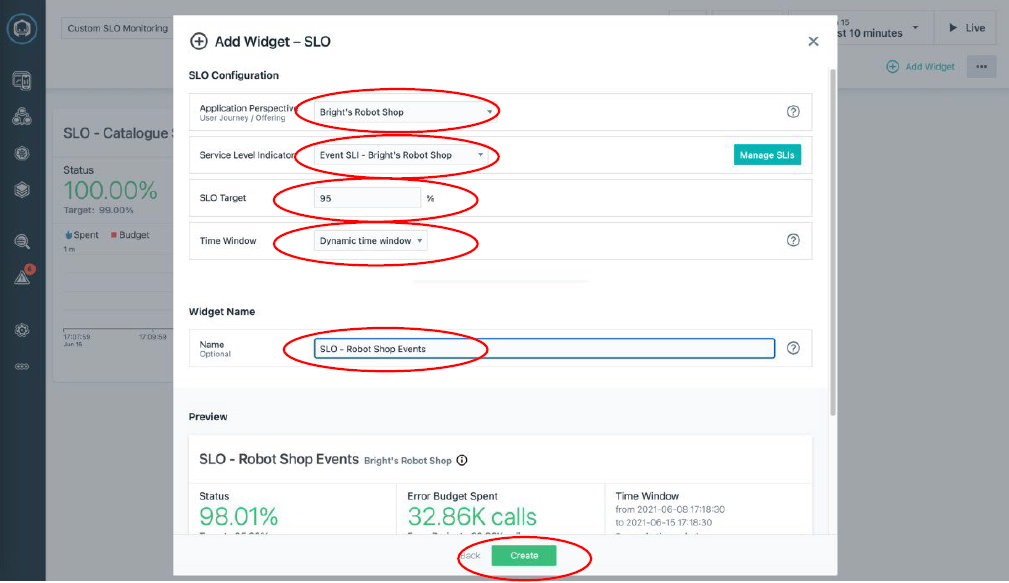 Custom SLO Monitoring
15
st 10 minutes
Live
Add Widget
SLO - Catalogue
Status
100.00%
Target: 99.00%
Spent
Budget
1 m
17:07:59
Jun 15
17:09:59
6
Add Widget – SLO
SLO Configuration
Application Perspective
User Journey / Offering
Bright's Robot Shop
Service Level Indicator
Event SLI - Bright's Robot Shop
Manage SLIs
SLO Target
95
%
Time Window
Dynamic time window
Widget Name
Name
Optional
SLO - Robot Shop Events
Preview
SLO - Robot Shop Events Bright's Robot Shop
Status
98.01%
Error Budget Spent
32.86K calls
Time Window
from 2021-06-08 17:18:30
to 2021-06-15 17:18:30
Back
Create